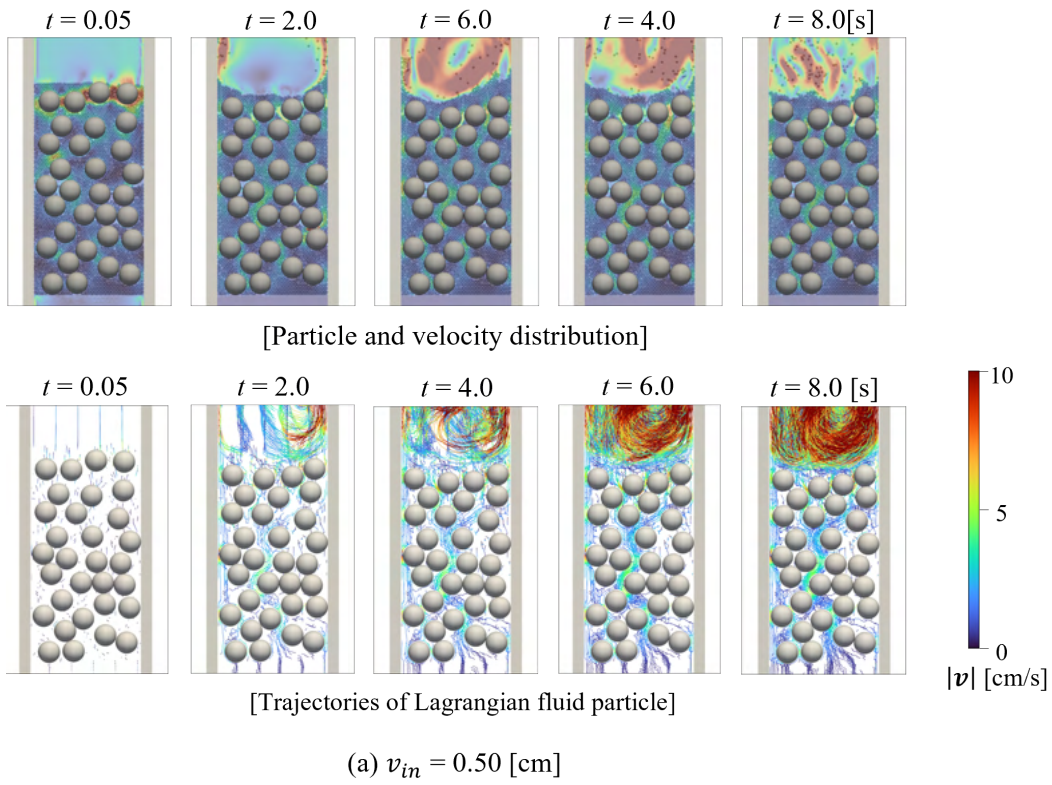 t = 0.05 t = 2.0 t = 6.0 t = 4.0 t = 8.0[s]
[Particle and velocity distribution]
t = 0.05 t = 2.0 t = 4.0 t = 6.0 t = 8.0 [s]
10
5
0
|v| [cm/s]
[Trajectories of Lagrangian fluid particle]
(a) v_in = 0.50 [cm]